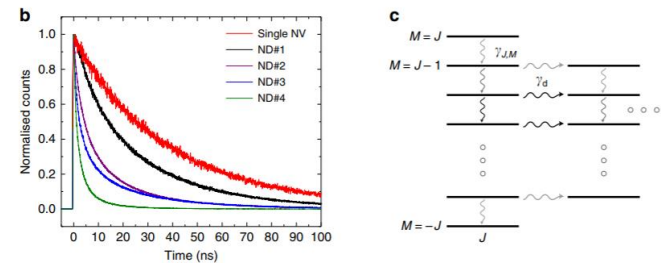 b
Normalised counts
1.0
0.8
0.6
0.4
0.2
0.0
Single NV
ND#1
ND#2
ND#3
ND#4
0 10 20 30 40 50 60 70 80 90 100
Time (ns)
c
M = J
γJ,M
M = J – 1
γd
M = –J
J